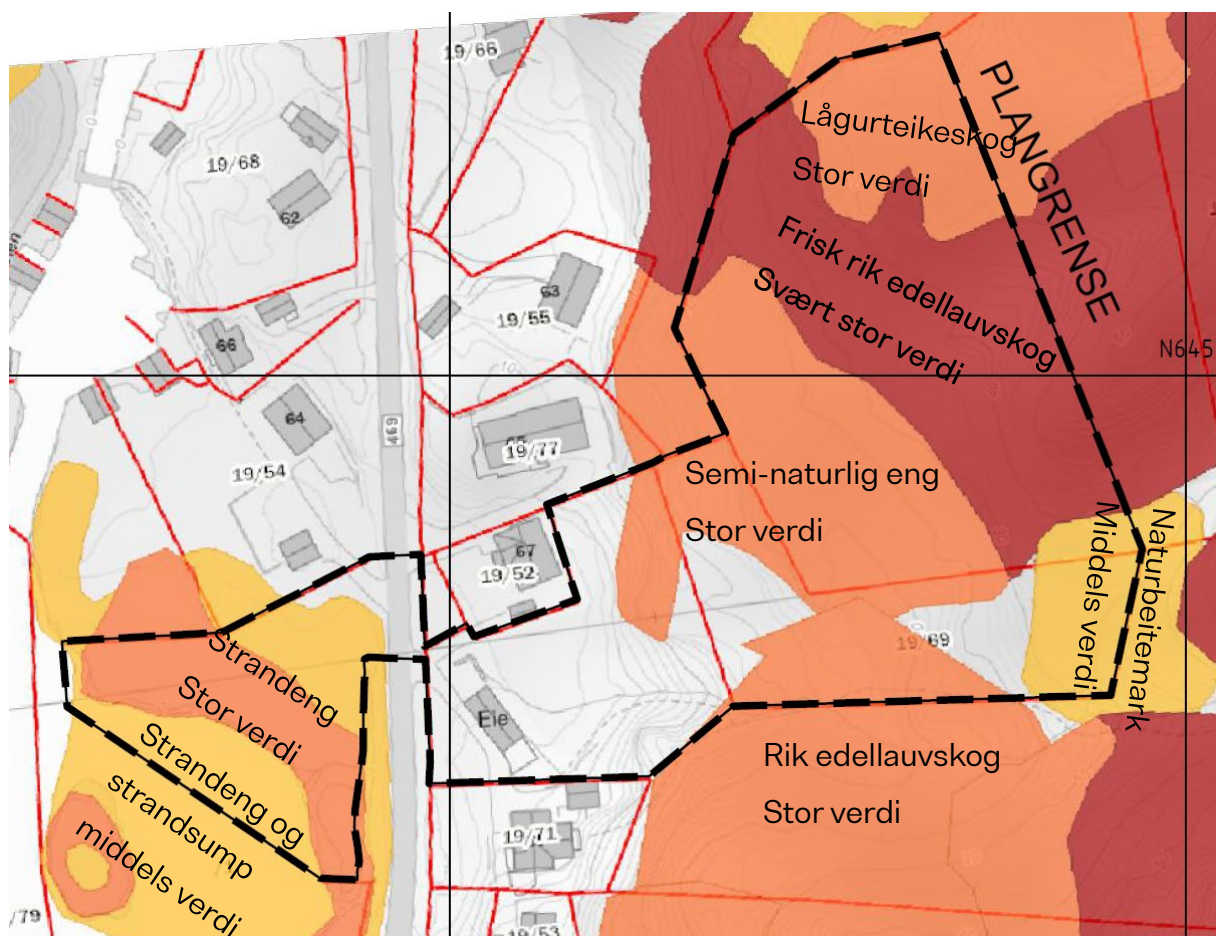 19/66
PLANGRENSE
Lågurteikeskog
Stor verdi
19/68
62
Frisk rik edellauvskog
Svært stor verdi
63
19/55
66
N645
64
469
19/77
19/54
Semi-naturlig eng
Stor verdi
67
19/52
Naturbeitemark
Middels verdi
19/69
Strandeng
Stor verdi
Eie
Strandeng og
strandsump
middels verdi
Rik edellauvskog
Stor verdi
19/71
/79
19/53